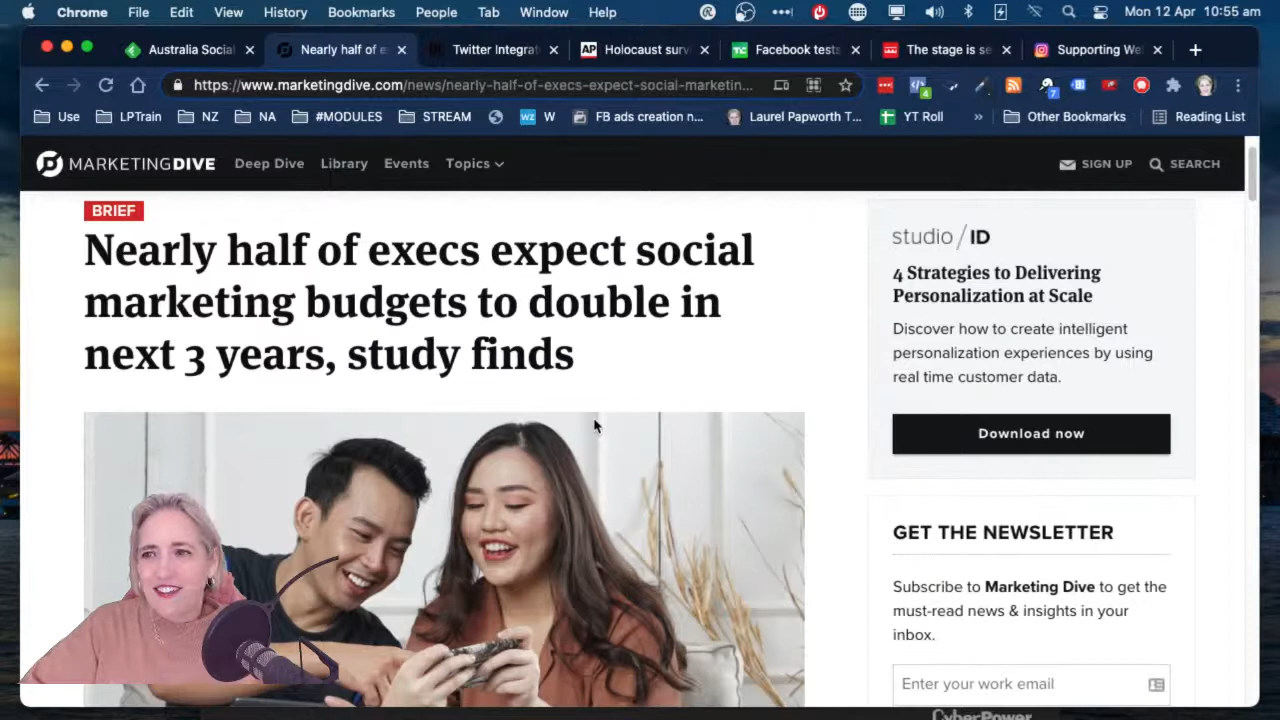 Chrome File Edit View History Bookmarks People Tab Window Help Mon 12 Apr 10:55 am
Australia Social Nearly half of e Twitter Integrat AP Holocaust surv TC Facebook tests The stage is se Supporting We
https://www.marketingdive.com/news/nearly-half-of-execs-expect-social-marketin... 4 7
Use LPTrain NZ NA #MODULES STREAM WZ W FB ads creation n... Laurel Papworth T... YT Roll » Other Bookmarks Reading List
MARKETINGDIVE Deep Dive Library Events Topics SIGN UP SEARCH
BRIEF
Nearly half of execs expect social
marketing budgets to double in
next 3 years, study finds
studio/ID
4 Strategies to Delivering
Personalization at Scale
Discover how to create intelligent
personalization experiences by using
real time customer data.
Download now
GET THE NEWSLETTER
Subscribe to Marketing Dive to get the
must-read news & insights in your
inbox.
Enter your work email
CyberPower